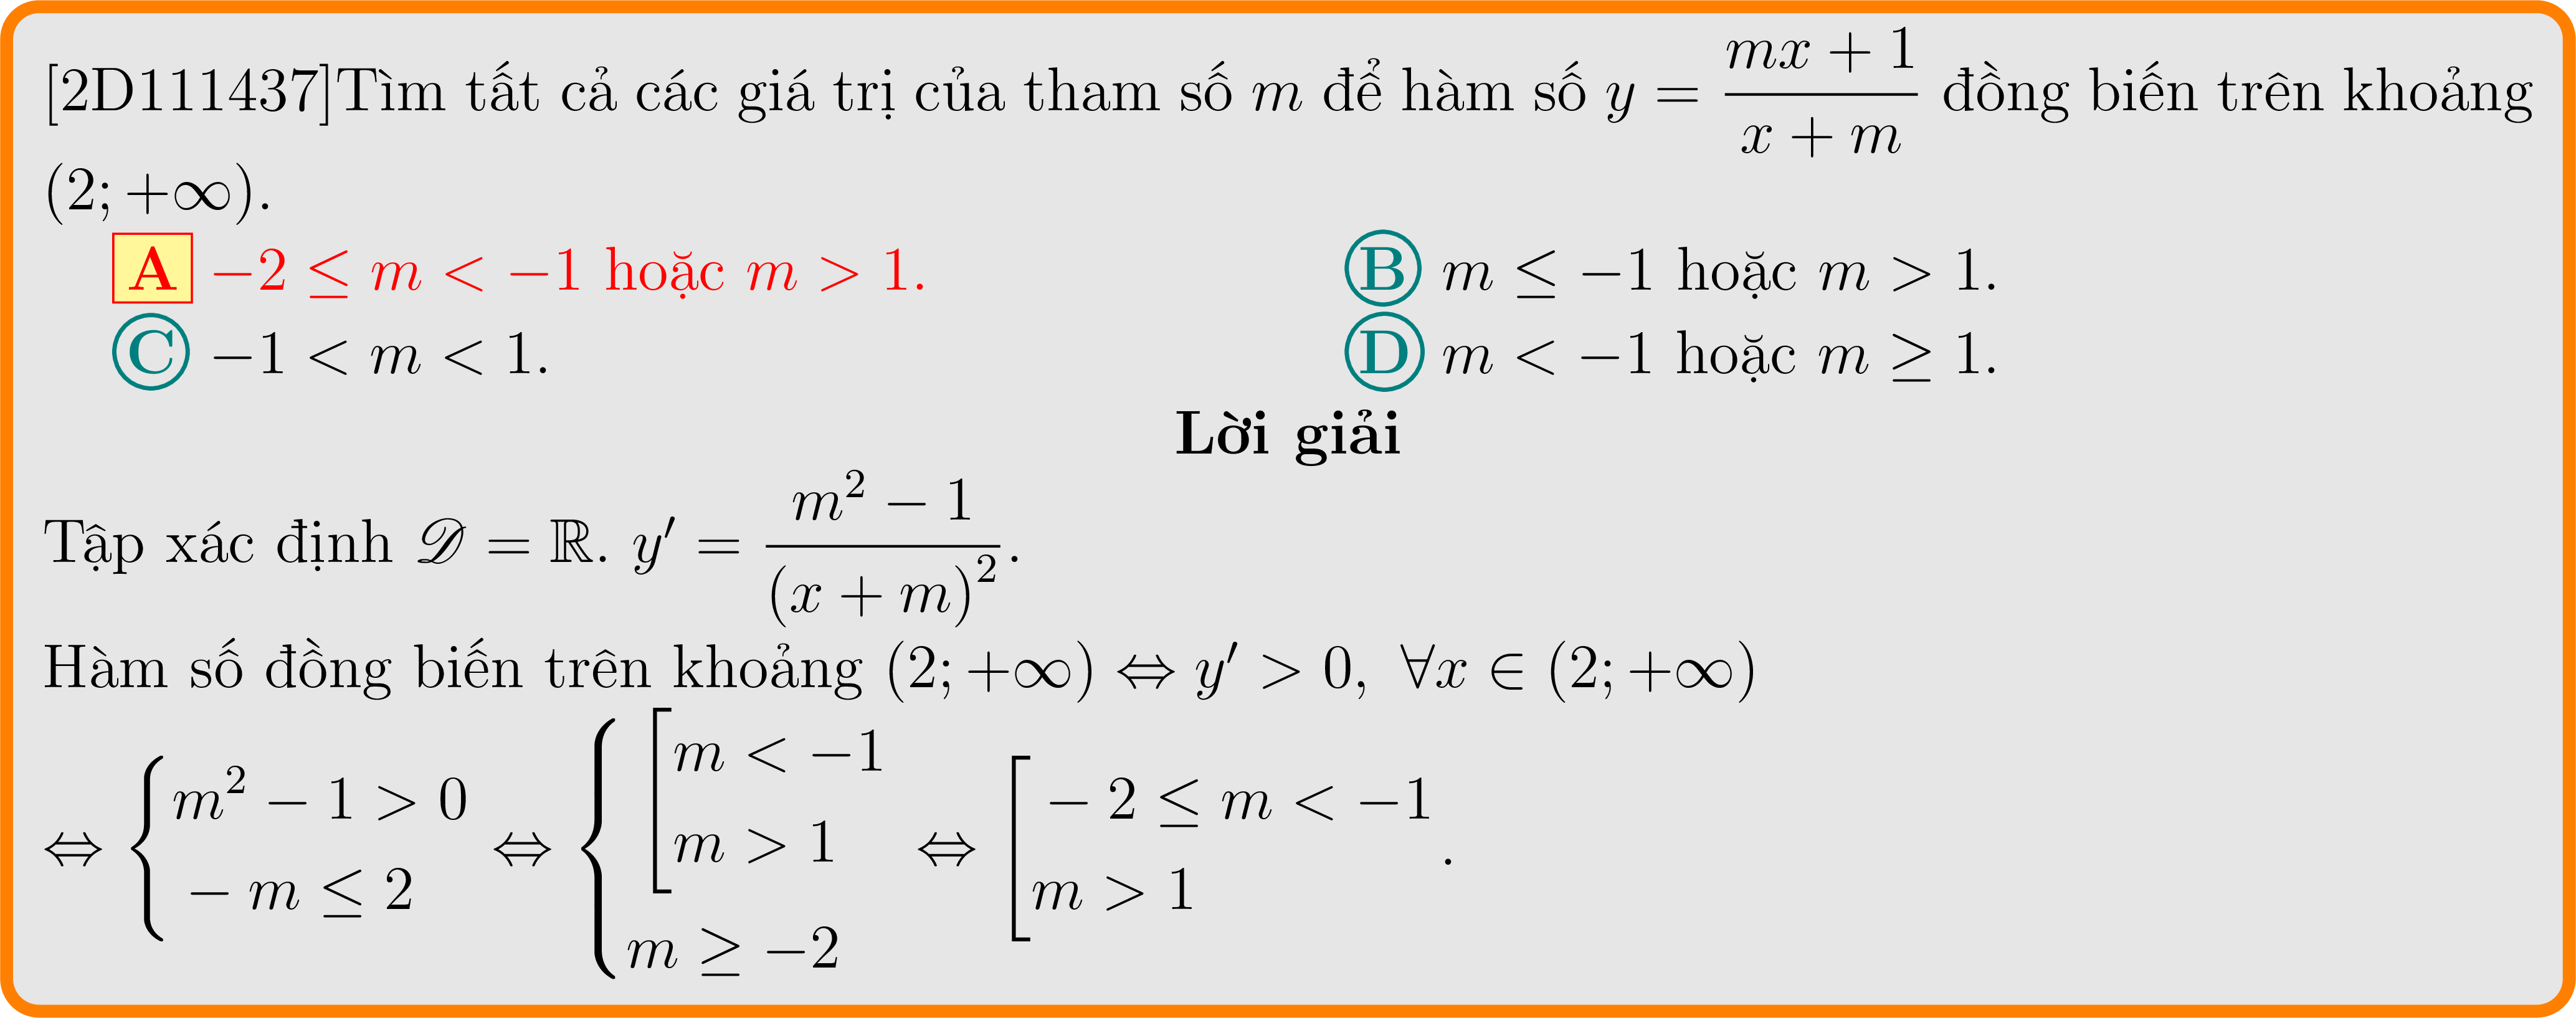 [2D111437]Tìm tất cả các giá trị của tham số $m$ để hàm số $y = \dfrac{mx + 1}{x + m}$ đồng biến trên khoảng
$(2; +\infty)$.
A $-2 \leq m < -1$ hoặc $m > 1$.
B $m \leq -1$ hoặc $m > 1$.
C $-1 < m < 1$.
D $m < -1$ hoặc $m \geq 1$.
Lời giải
Tập xác định $\mathscr{D} = \mathbb{R}$. $y' = \dfrac{m^2 - 1}{(x + m)^2}$.
Hàm số đồng biến trên khoảng $(2; +\infty) \Leftrightarrow y' > 0, \ \forall x \in (2; +\infty)$
$\Leftrightarrow \begin{cases} m^2 - 1 > 0 \\ -m \leq 2 \end{cases} \Leftrightarrow \begin{cases} \left[\begin{array}{l} m < -1 \\ m > 1 \end{array}\right. \\ m \geq -2 \end{cases} \Leftrightarrow \left[\begin{array}{l} -2 \leq m < -1 \\ m > 1 \end{array}\right.$.